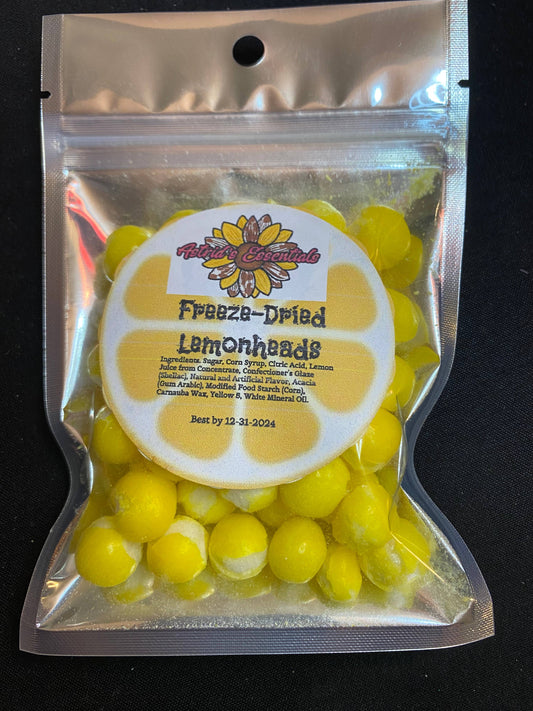 Astrid's Essentials
Freeze-Dried
Lemonheads
Ingredients. Sugar, Corn Syrup, Citric Acid, Lemon
Juice from Concentrate, Confectioner's Glaze
(Shellac), Natural and Artificial Flavor, Acacia
(Gum Arabic), Modified Food Starch (Corn),
Carnauba Wax, Yellow 5, White Mineral Oil.
Best by 12-31-2024